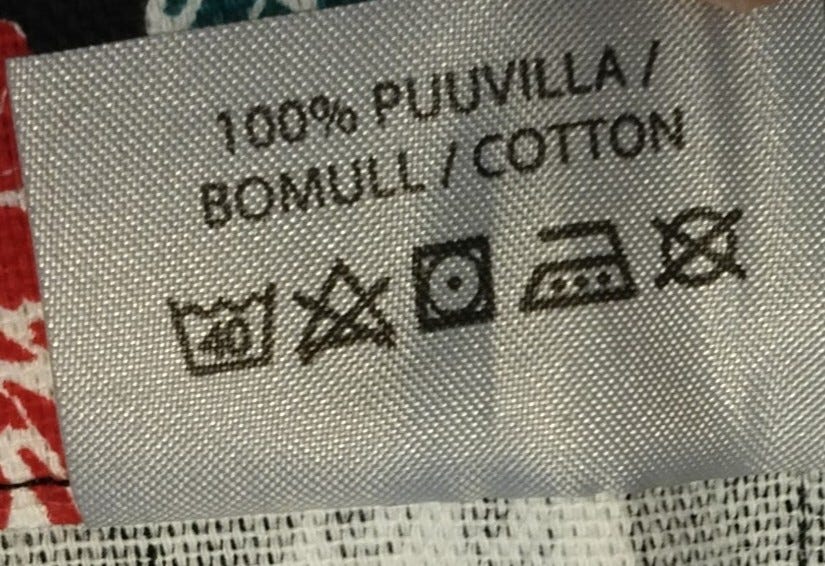 100% PUUVILLA /
BOMULL / COTTON
40